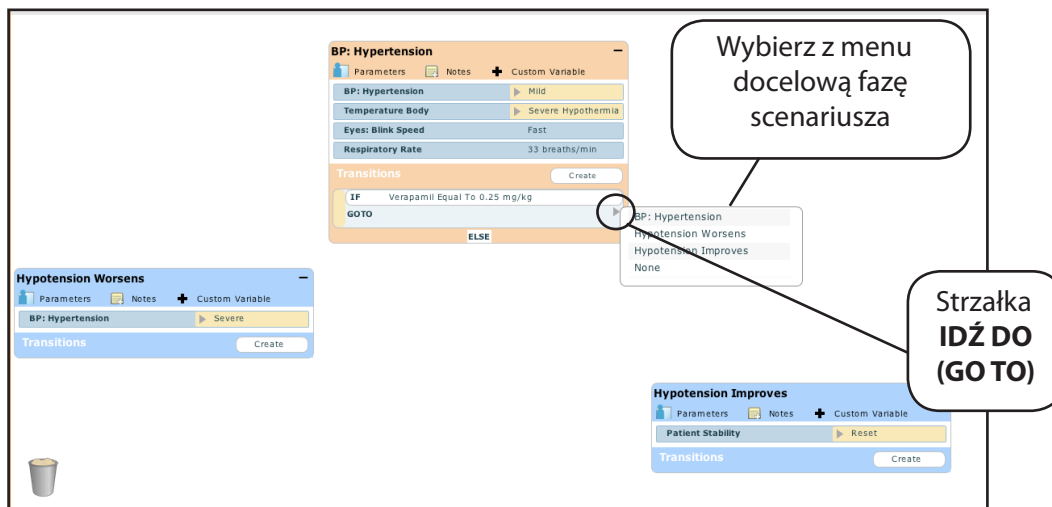 BP: Hypertension
Parameters Notes Custom Variable
BP: Hypertension Mild
Temperature Body Severe Hypothermia
Eyes: Blink Speed Fast
Respiratory Rate 33 breaths/min
Transitions Create
IF Verapamil Equal To 0.25 mg/kg
GOTO
ELSE
Wybierz z menu
docelową fazę
scenariusza
BP: Hypertension
Hypotension Worsens
Hypotension Improves
None
Hypotension Worsens
Parameters Notes Custom Variable
BP: Hypertension Severe
Transitions Create
Strzałka
IDŹ DO
(GO TO)
Hypotension Improves
Parameters Notes Custom Variable
Patient Stability Reset
Transitions Create